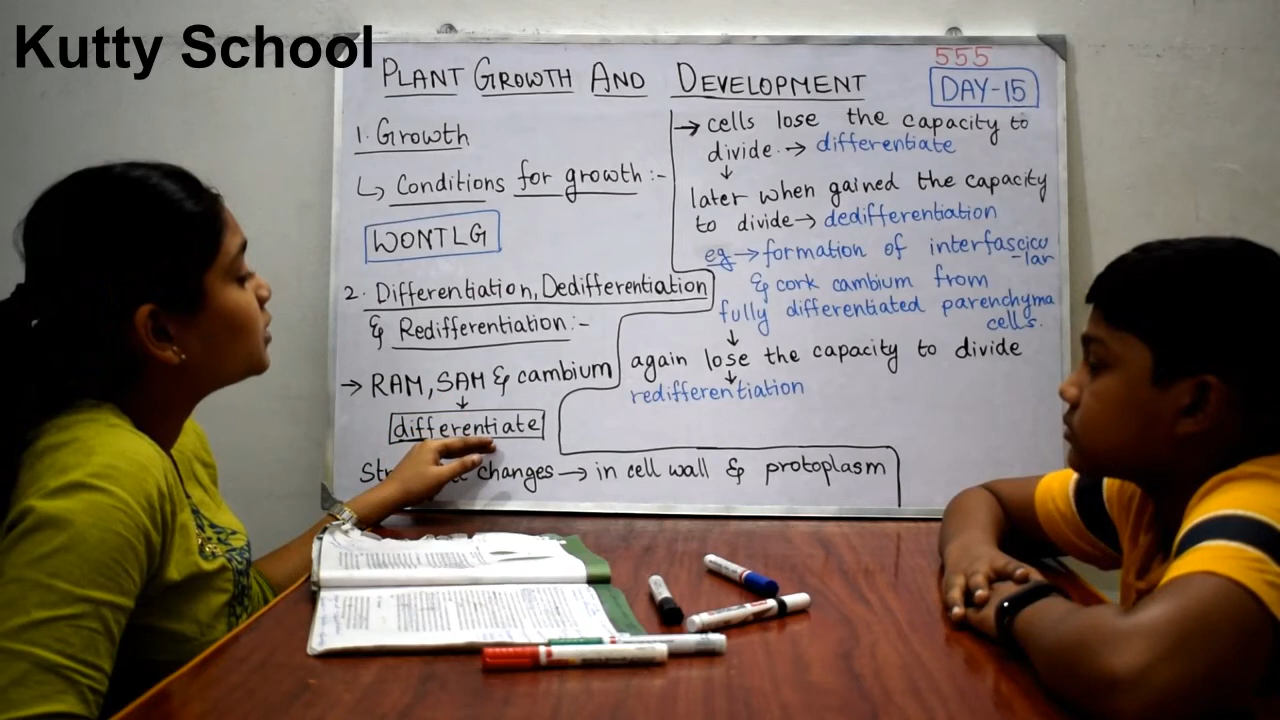 Kutty School
PLANT GROWTH AND DEVELOPMENT
555
DAY-15
1. Growth
↳ Conditions for growth:-
WONTLG
2. Differentiation, Dedifferentiation
& Redifferentiation:-
→ RAM, SAM & cambium
↓
differentiate
changes → in cell wall & protoplasm
→ cells lose the capacity to
divide. → differentiate
↓
later when gained the capacity
to divide → dedifferentiation
eg → formation of interfascicu
-lar
& cork cambium from
fully differentiated parenchyma
cells.
↓
again lose the capacity to divide
↓
redifferentiation